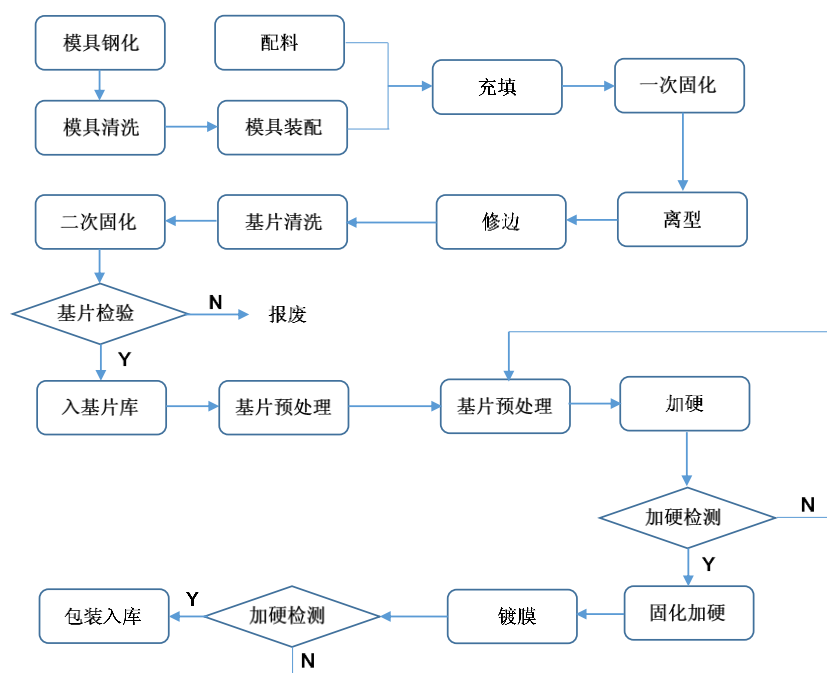 模具钢化
配料
充填
一次固化
模具清洗
模具装配
二次固化
基片清洗
修边
离型
基片检验
N
报废
Y
入基片库
基片预处理
基片预处理
加硬
加硬检测
N
Y
包装入库
Y
加硬检测
镀膜
固化加硬
N